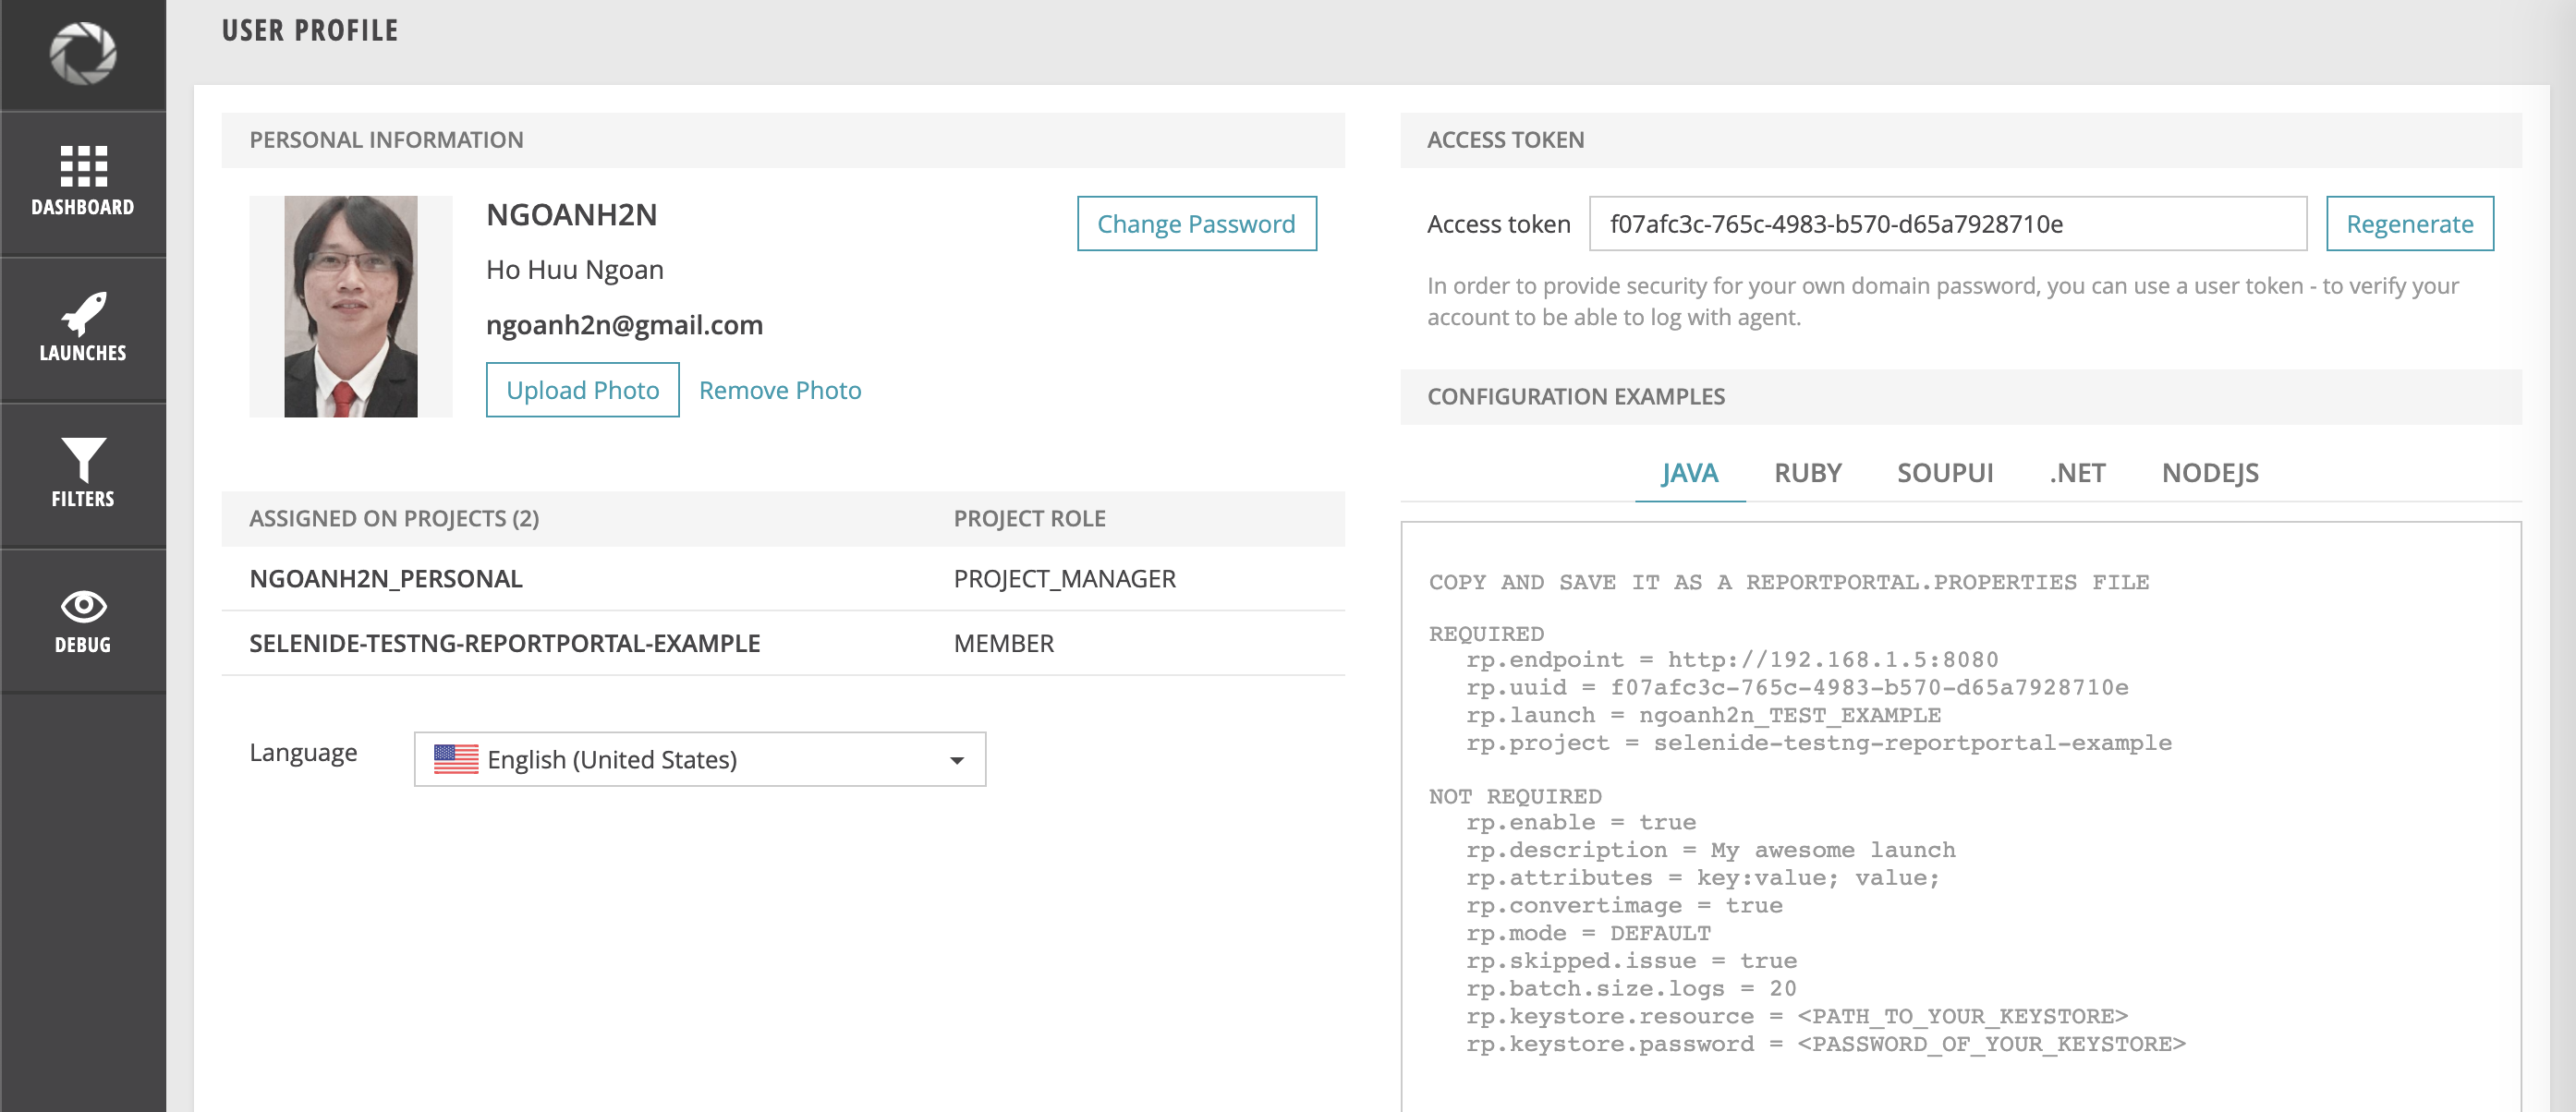 USER PROFILE
DASHBOARD
LAUNCHES
FILTERS
DEBUG
PERSONAL INFORMATION
NGOANH2N
Change Password
Ho Huu Ngoan
ngoanh2n@gmail.com
Upload Photo Remove Photo
ASSIGNED ON PROJECTS (2) PROJECT ROLE
NGOANH2N_PERSONAL PROJECT_MANAGER
SELENIDE-TESTNG-REPORTPORTAL-EXAMPLE MEMBER
Language English (United States)
ACCESS TOKEN
Access token f07afc3c-765c-4983-b570-d65a7928710e Regenerate
In order to provide security for your own domain password, you can use a user token - to verify your
account to be able to log with agent.
CONFIGURATION EXAMPLES
JAVA RUBY SOUPUI .NET NODEJS
COPY AND SAVE IT AS A REPORTPORTAL.PROPERTIES FILE
REQUIRED
rp.endpoint = http://192.168.1.5:8080
rp.uuid = f07afc3c-765c-4983-b570-d65a7928710e
rp.launch = ngoanh2n_TEST_EXAMPLE
rp.project = selenide-testng-reportportal-example
NOT REQUIRED
rp.enable = true
rp.description = My awesome launch
rp.attributes = key:value; value;
rp.convertimage = true
rp.mode = DEFAULT
rp.skipped.issue = true
rp.batch.size.logs = 20
rp.keystore.resource = <PATH_TO_YOUR_KEYSTORE>
rp.keystore.password = <PASSWORD_OF_YOUR_KEYSTORE>